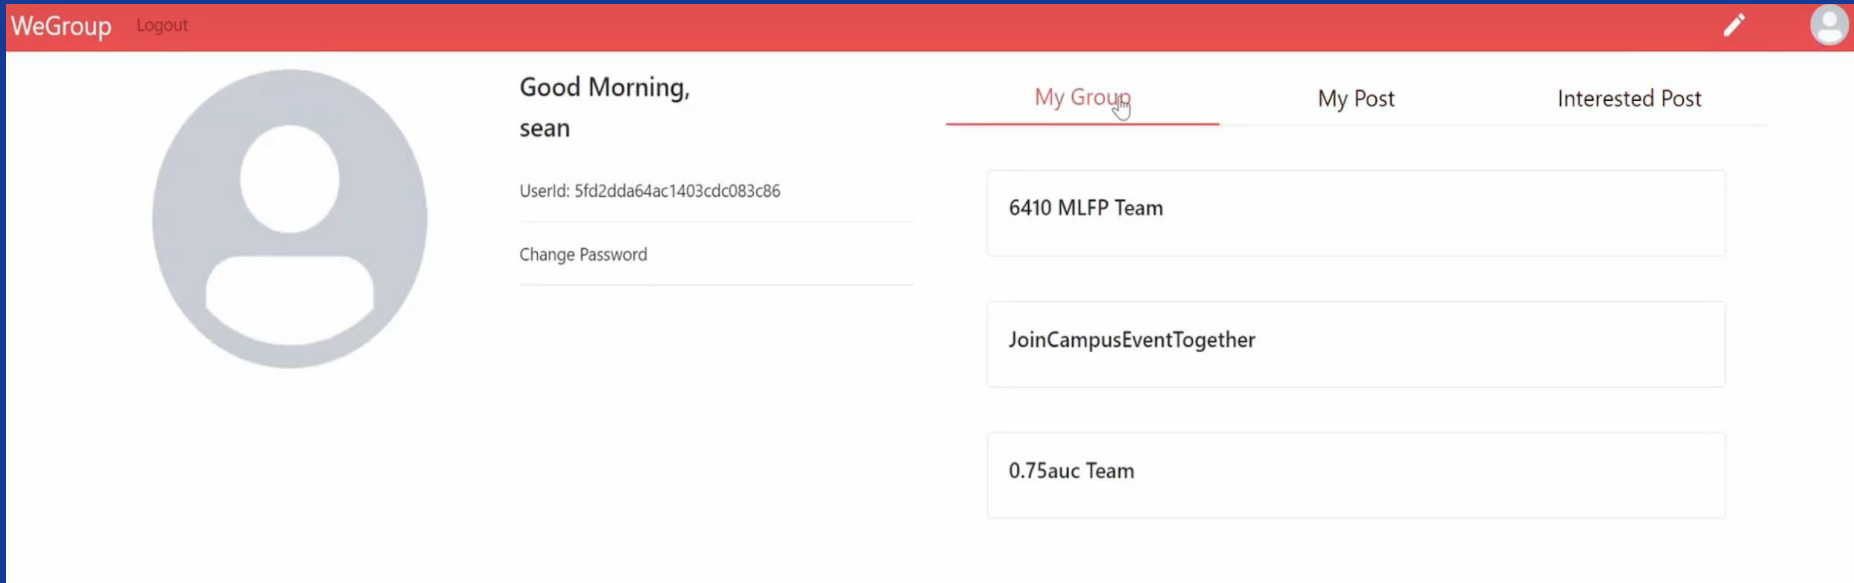 WeGroup Logout
Good Morning,
sean
UserId: 5fd2dda64ac1403cdc083c86
Change Password
My Group My Post Interested Post
6410 MLFP Team
JoinCampusEventTogether
0.75auc Team